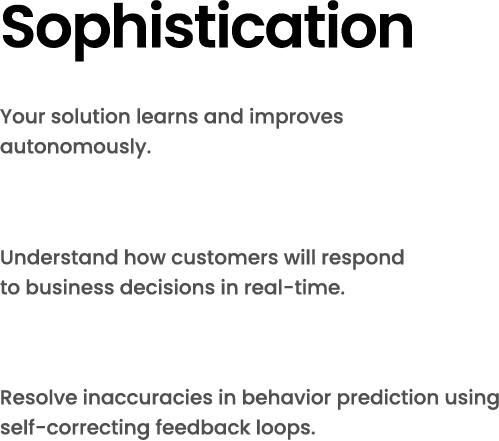 Sophistication
Your solution learns and improves
autonomously.
Understand how customers will respond
to business decisions in real-time.
Resolve inaccuracies in behavior prediction using
self-correcting feedback loops.